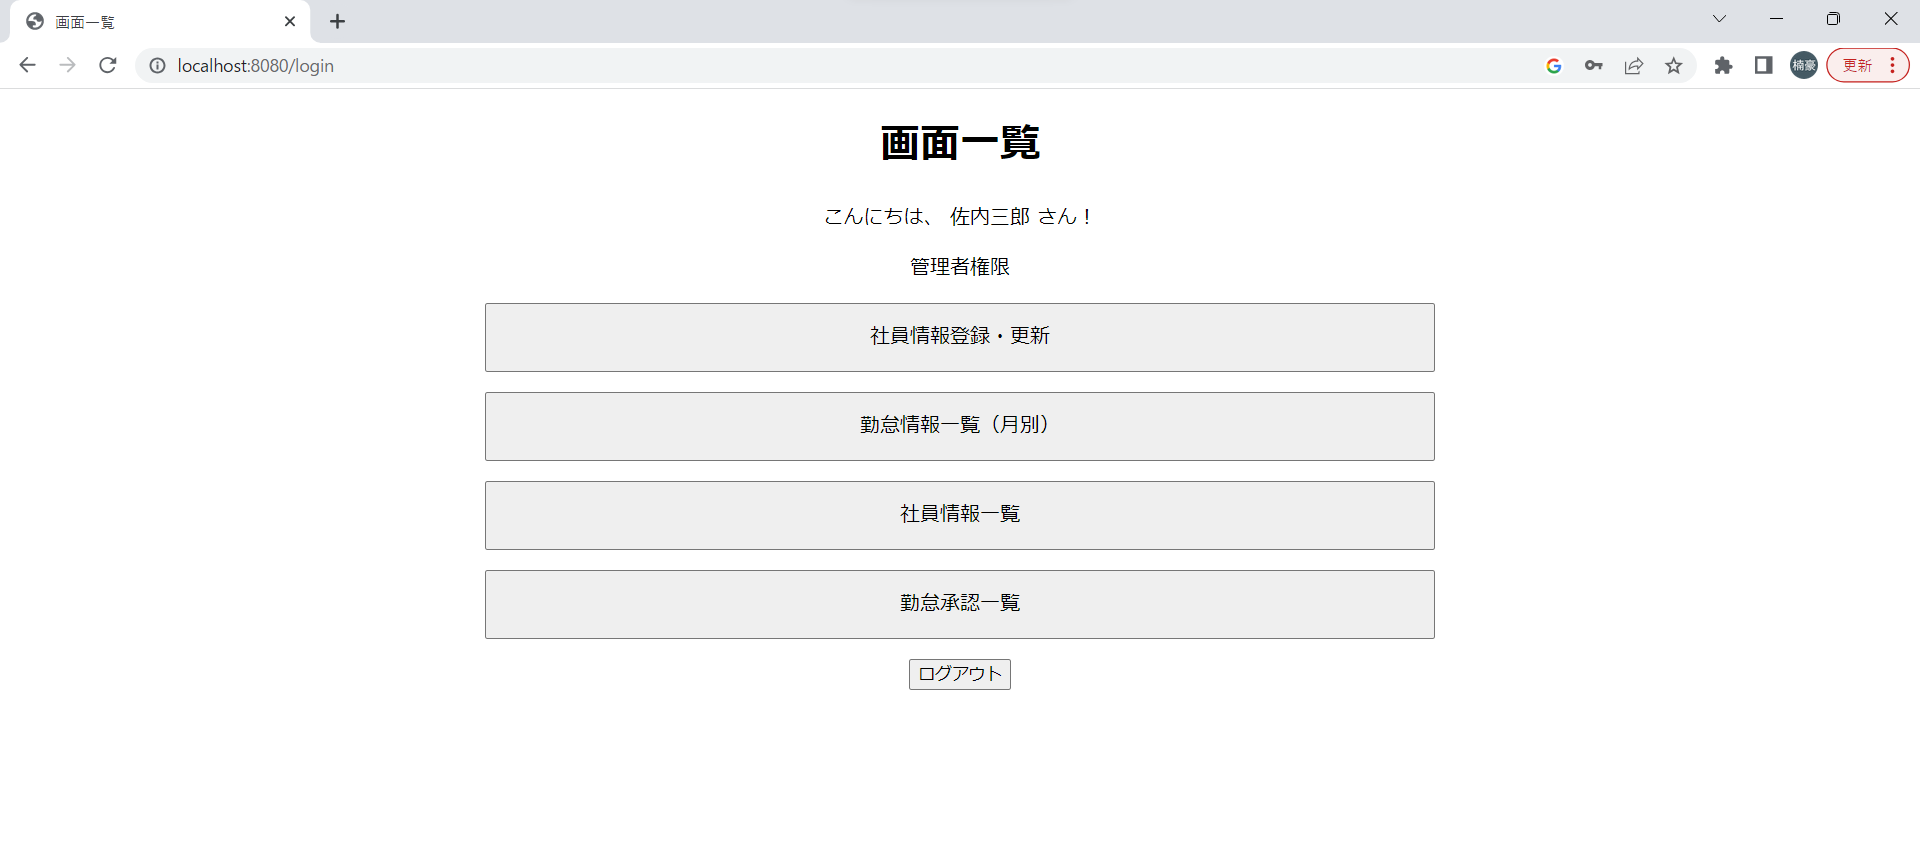 画面一覧
localhost:8080/login
楠豪
更新
画面一覧
こんにちは、 佐内三郎 さん！
管理者権限
社員情報登録・更新
勤怠情報一覧（月別）
社員情報一覧
勤怠承認一覧
ログアウト